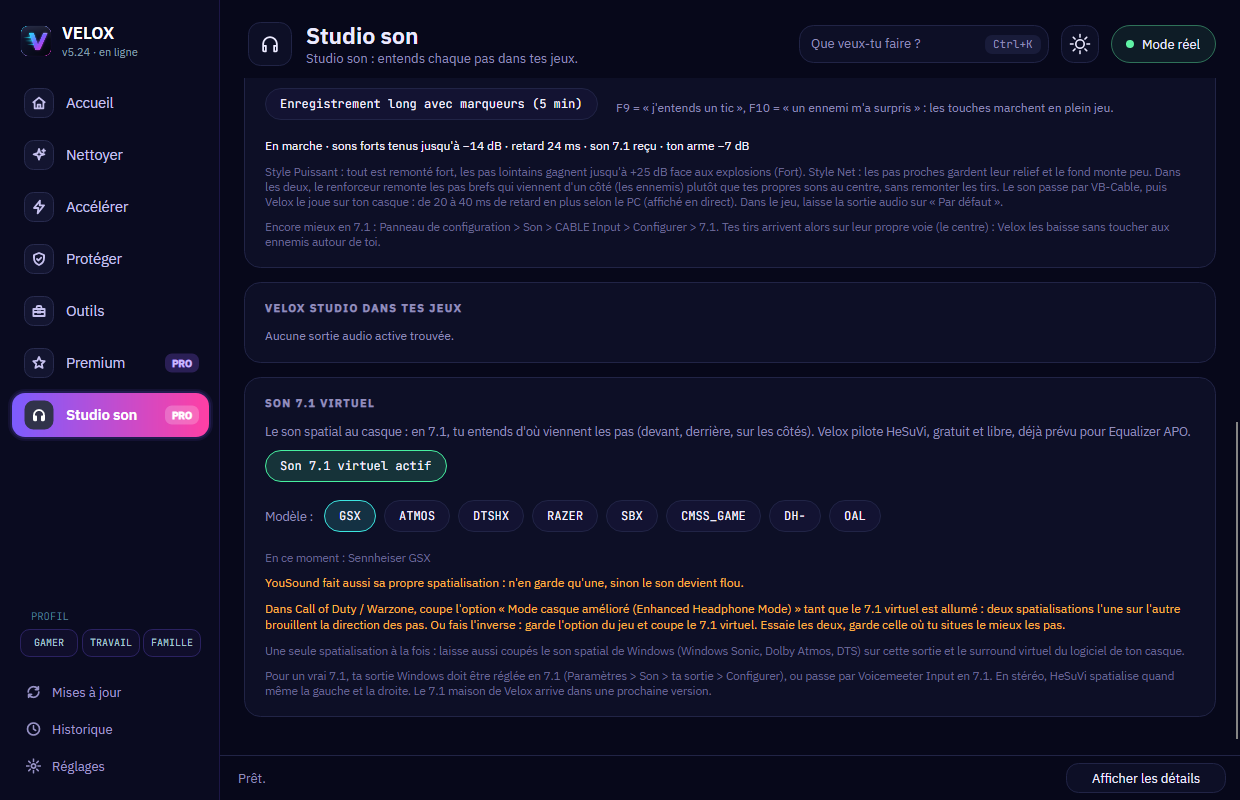 VELOX
v5.24 · en ligne
Accueil
Nettoyer
Accélérer
Protéger
Outils
Premium PRO
Studio son PRO
PROFIL
GAMER TRAVAIL FAMILLE
Mises à jour
Historique
Réglages
Studio son
Studio son : entends chaque pas dans tes jeux.
Que veux-tu faire ? Ctrl+K
Mode réel
Enregistrement long avec marqueurs (5 min) F9 = « j'entends un tic », F10 = « un ennemi m'a surpris » : les touches marchent en plein jeu.
En marche · sons forts tenus jusqu'à −14 dB · retard 24 ms · son 7.1 reçu · ton arme −7 dB
Style Puissant : tout est remonté fort, les pas lointains gagnent jusqu'à +25 dB face aux explosions (Fort). Style Net : les pas proches gardent leur relief et le fond monte peu. Dans
les deux, le renforceur remonte les pas brefs qui viennent d'un côté (les ennemis) plutôt que tes propres sons au centre, sans remonter les tirs. Le son passe par VB-Cable, puis
Velox le joue sur ton casque : de 20 à 40 ms de retard en plus selon le PC (affiché en direct). Dans le jeu, laisse la sortie audio sur « Par défaut ».
Encore mieux en 7.1 : Panneau de configuration > Son > CABLE Input > Configurer > 7.1. Tes tirs arrivent alors sur leur propre voie (le centre) : Velox les baisse sans toucher aux
ennemis autour de toi.
VELOX STUDIO DANS TES JEUX
Aucune sortie audio active trouvée.
SON 7.1 VIRTUEL
Le son spatial au casque : en 7.1, tu entends d'où viennent les pas (devant, derrière, sur les côtés). Velox pilote HeSuVi, gratuit et libre, déjà prévu pour Equalizer APO.
Son 7.1 virtuel actif
Modèle : GSX ATMOS DTSHX RAZER SBX CMSS_GAME DH- OAL
En ce moment : Sennheiser GSX
YouSound fait aussi sa propre spatialisation : n'en garde qu'une, sinon le son devient flou.
Dans Call of Duty / Warzone, coupe l'option « Mode casque amélioré (Enhanced Headphone Mode) » tant que le 7.1 virtuel est allumé : deux spatialisations l'une sur l'autre
brouillent la direction des pas. Ou fais l'inverse : garde l'option du jeu et coupe le 7.1 virtuel. Essaie les deux, garde celle où tu situes le mieux les pas.
Une seule spatialisation à la fois : laisse aussi coupés le son spatial de Windows (Windows Sonic, Dolby Atmos, DTS) sur cette sortie et le surround virtuel du logiciel de ton casque.
Pour un vrai 7.1, ta sortie Windows doit être réglée en 7.1 (Paramètres > Son > ta sortie > Configurer), ou passe par Voicemeeter Input en 7.1. En stéréo, HeSuVi spatialise quand
même la gauche et la droite. Le 7.1 maison de Velox arrive dans une prochaine version.
Prêt.
Afficher les détails